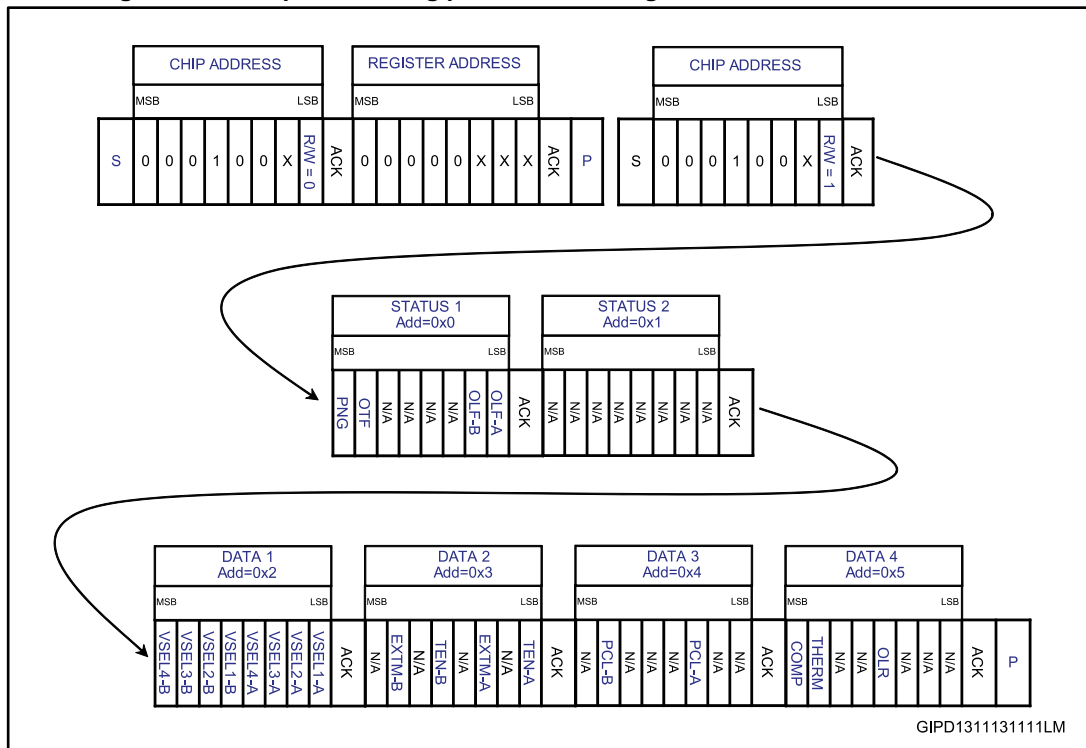 CHIP ADDRESS REGISTER ADDRESS CHIP ADDRESS
MSB LSB MSB LSB MSB LSB
S 0 0 0 1 0 0 X R/W = 0 ACK 0 0 0 0 0 X X X ACK P S 0 0 0 1 0 0 X R/W = 1 ACK
STATUS 1 STATUS 2
Add=0x0 Add=0x1
MSB LSB MSB LSB
PNG OTF N/A N/A N/A N/A OLF-B OLF-A ACK N/A N/A N/A N/A N/A N/A N/A N/A ACK
DATA 1 DATA 2 DATA 3 DATA 4
Add=0x2 Add=0x3 Add=0x4 Add=0x5
MSB LSB MSB LSB MSB LSB MSB LSB
VSEL4-B VSEL3-B VSEL2-B VSEL1-B VSEL4-A VSEL3-A VSEL2-A VSEL1-A ACK N/A EXTM-B N/A TEN-B N/A EXTM-A N/A TEN-A ACK N/A PCL-B N/A N/A N/A PCL-A N/A N/A ACK COMP THERM N/A N/A OLR N/A N/A N/A ACK P
GIPD1311131111LM